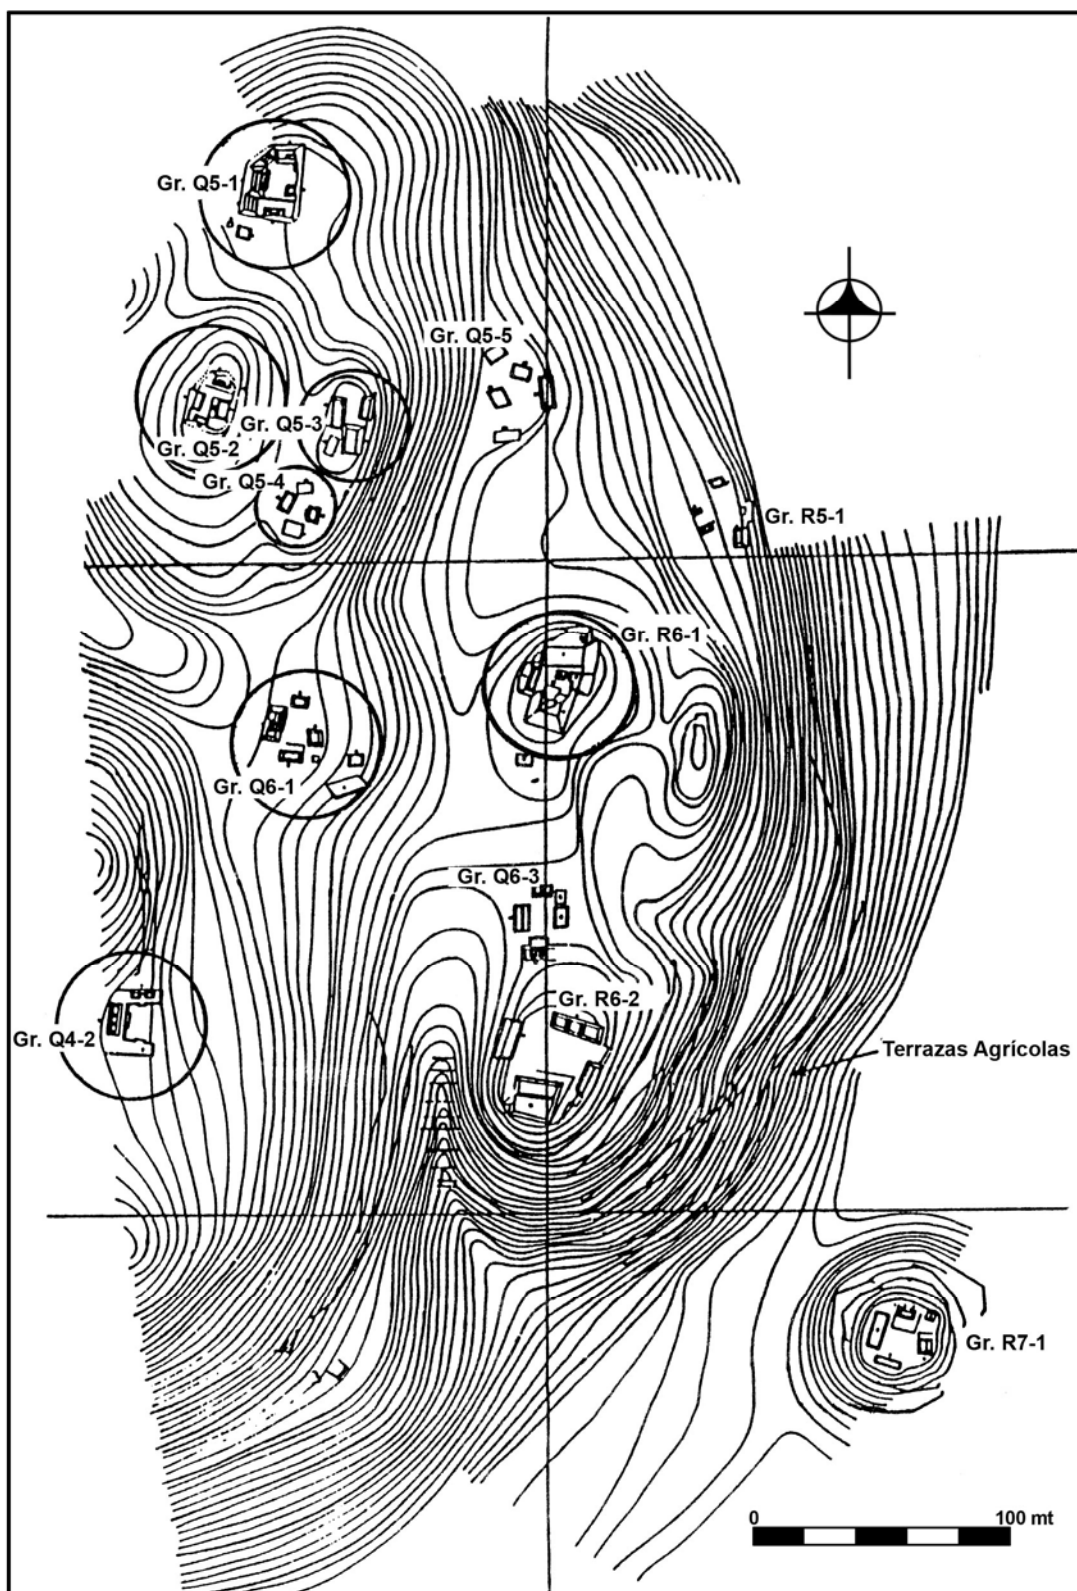 Gr. Q5-1
Gr. Q5-5
Gr. Q5-3
Gr. Q5-2
Gr. Q5-4
Gr. R5-1
Gr. R6-1
Gr. Q6-1
Gr. Q6-3
Gr. R6-2
Gr. Q4-2
Terrazas Agrícolas
Gr. R7-1
0 100 mt